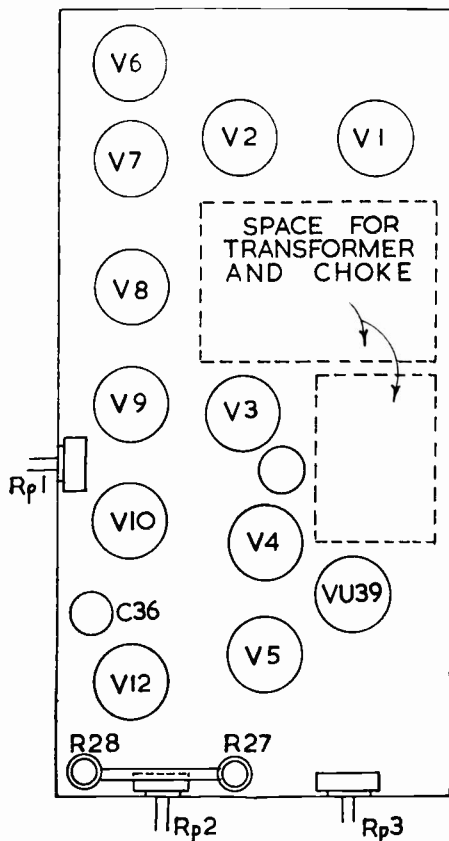 V6
V7
V2
V1
SPACE FOR
TRANSFORMER
AND CHOKE
V8
V9
V3
Rp1
V10
V4
VU39
C36
V5
V12
R28
R27
Rp2
Rp3